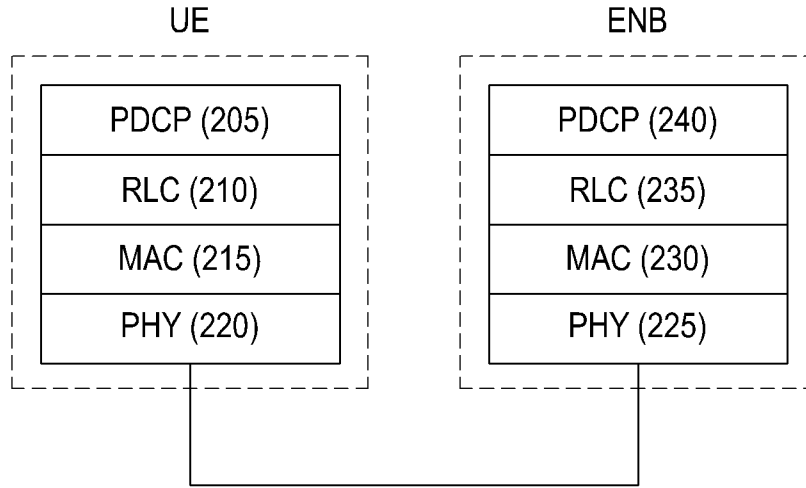 UE
PDCP (205)
RLC (210)
MAC (215)
PHY (220)
ENB
PDCP (240)
RLC (235)
MAC (230)
PHY (225)